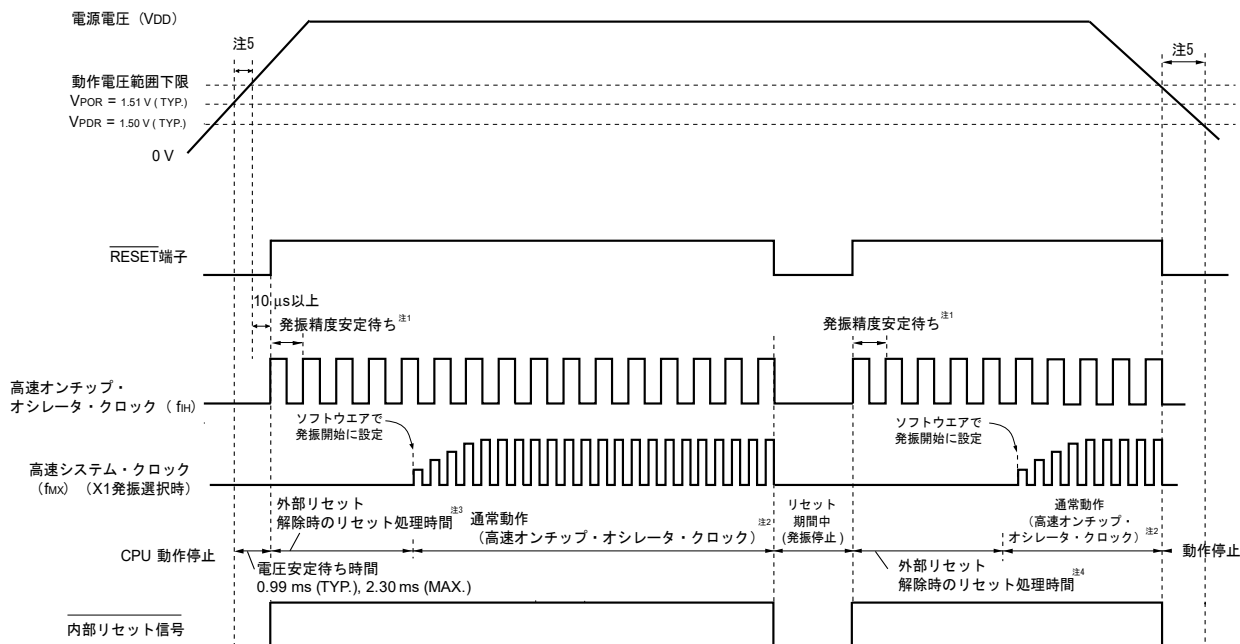 電源電圧（VDD）
注5
注5
動作電圧範囲下限
VPOR = 1.51 V ( TYP.)
VPDR = 1.50 V ( TYP.)
0 V
RESET端子
10 μs以上
発振精度安定待ち 注1
発振精度安定待ち 注1
高速オンチップ・
オシレータ・クロック（ fIH）
ソフトウエアで
発振開始に設定
ソフトウエアで
発振開始に設定
高速システム・クロック
（fMX）（X1発振選択時）
外部リセット
解除時のリセット処理時間 注3
通常動作
（高速オンチップ・オシレータ・クロック） 注2
リセット
期間中
(発振停止 )
通常動作
（高速オンチップ・
オシレータ・クロック） 注2
CPU 動作停止
動作停止
電圧安定待ち時間
0.99 ms (TYP.), 2.30 ms (MAX.)
外部リセット
解除時のリセット処理時間 注4
内部リセット信号